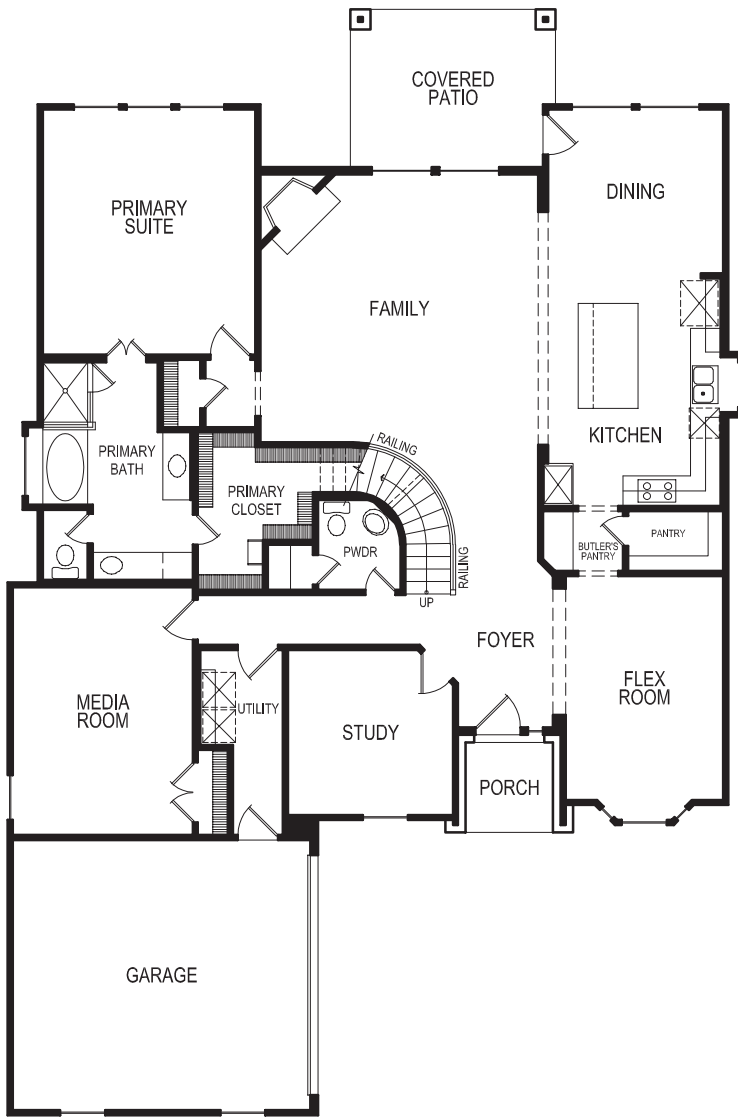 COVERED
PATIO
DINING
PRIMARY
SUITE
FAMILY
KITCHEN
RAILING
PRIMARY
BATH
PRIMARY
CLOSET
PWDR
RAILING
UP
BUTLER'S
PANTRY
PANTRY
FOYER
FLEX
ROOM
MEDIA
ROOM
UTILITY
STUDY
PORCH
GARAGE